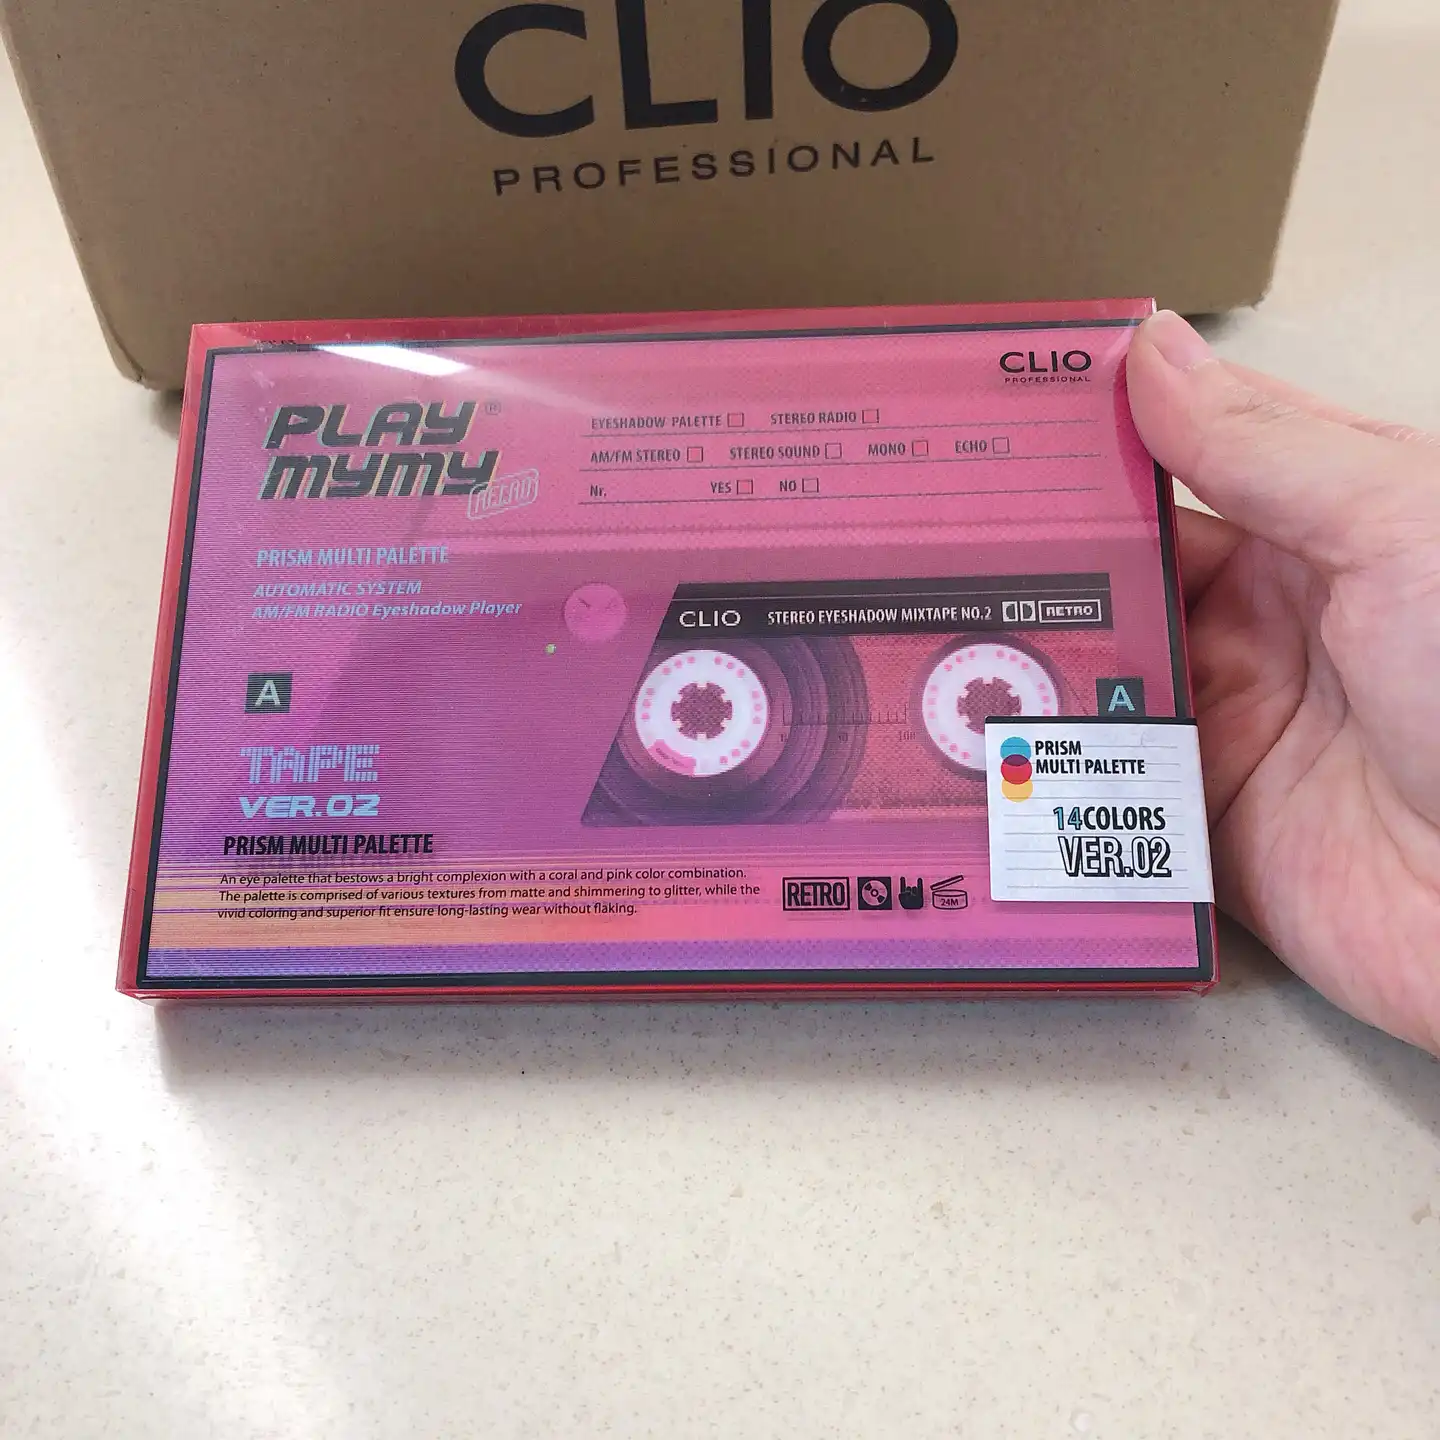 CLIO
PROFESSIONAL
CLIO
PROFESSIONAL
PLAY ®
MYMY
RETRO
EYESHADOW PALETTE STEREO RADIO
AM/FM STEREO STEREO SOUND MONO ECHO
Nr. YES NO
PRISM MULTI PALETTE
AUTOMATIC SYSTEM
AM/FM RADIO Eyeshadow Player
CLIO STEREO EYESHADOW MIXTAPE NO.2 RETRO
A
A
100
TAPE
VER.02
PRISM MULTI PALETTE
An eye palette that bestows a bright complexion with a coral and pink color combination.
The palette is comprised of various textures from matte and shimmering to glitter, while the
vivid coloring and superior fit ensure long-lasting wear without flaking.
RETRO 24M
PRISM
MULTI PALETTE
14COLORS
VER.02